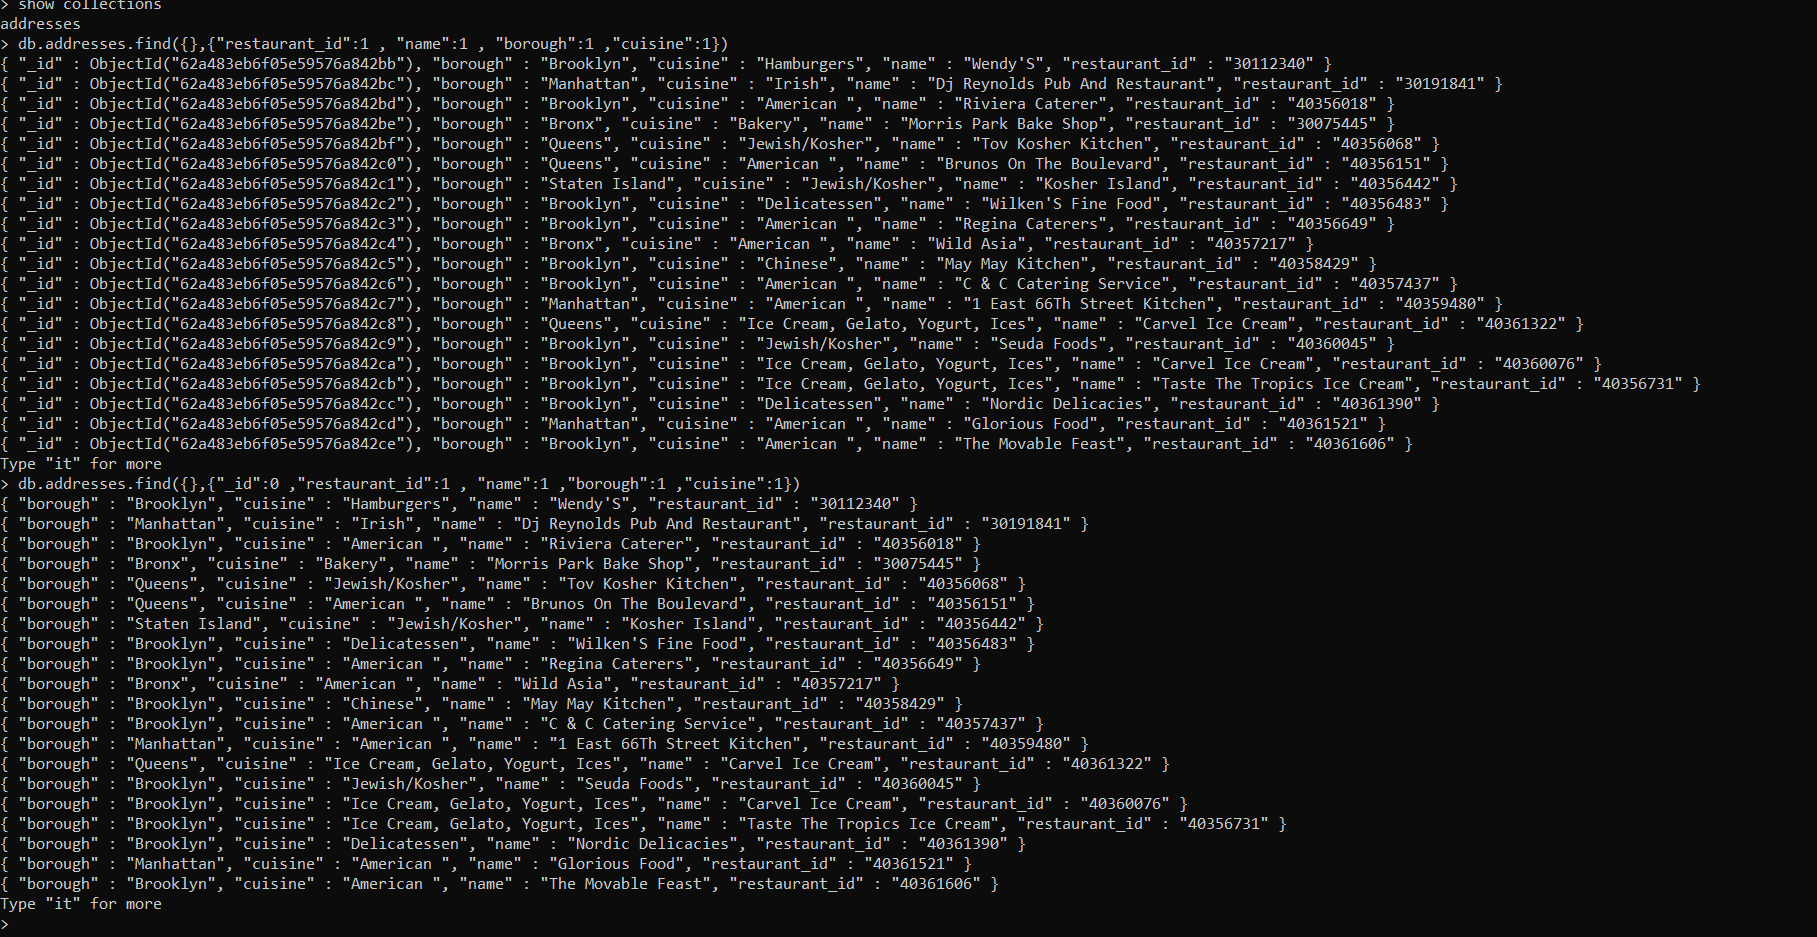 > show collections
addresses
> db.addresses.find({},{"restaurant_id":1 , "name":1 , "borough":1 ,"cuisine":1})
{ "_id" : ObjectId("62a483eb6f05e59576a842bb"), "borough" : "Brooklyn", "cuisine" : "Hamburgers", "name" : "Wendy'S", "restaurant_id" : "30112340" }
{ "_id" : ObjectId("62a483eb6f05e59576a842bc"), "borough" : "Manhattan", "cuisine" : "Irish", "name" : "Dj Reynolds Pub And Restaurant", "restaurant_id" : "30191841" }
{ "_id" : ObjectId("62a483eb6f05e59576a842bd"), "borough" : "Brooklyn", "cuisine" : "American ", "name" : "Riviera Caterer", "restaurant_id" : "40356018" }
{ "_id" : ObjectId("62a483eb6f05e59576a842be"), "borough" : "Bronx", "cuisine" : "Bakery", "name" : "Morris Park Bake Shop", "restaurant_id" : "30075445" }
{ "_id" : ObjectId("62a483eb6f05e59576a842bf"), "borough" : "Queens", "cuisine" : "Jewish/Kosher", "name" : "Tov Kosher Kitchen", "restaurant_id" : "40356068" }
{ "_id" : ObjectId("62a483eb6f05e59576a842c0"), "borough" : "Queens", "cuisine" : "American ", "name" : "Brunos On The Boulevard", "restaurant_id" : "40356151" }
{ "_id" : ObjectId("62a483eb6f05e59576a842c1"), "borough" : "Staten Island", "cuisine" : "Jewish/Kosher", "name" : "Kosher Island", "restaurant_id" : "40356442" }
{ "_id" : ObjectId("62a483eb6f05e59576a842c2"), "borough" : "Brooklyn", "cuisine" : "Delicatessen", "name" : "Wilken'S Fine Food", "restaurant_id" : "40356483" }
{ "_id" : ObjectId("62a483eb6f05e59576a842c3"), "borough" : "Brooklyn", "cuisine" : "American ", "name" : "Regina Caterers", "restaurant_id" : "40356649" }
{ "_id" : ObjectId("62a483eb6f05e59576a842c4"), "borough" : "Bronx", "cuisine" : "American ", "name" : "Wild Asia", "restaurant_id" : "40357217" }
{ "_id" : ObjectId("62a483eb6f05e59576a842c5"), "borough" : "Brooklyn", "cuisine" : "Chinese", "name" : "May May Kitchen", "restaurant_id" : "40358429" }
{ "_id" : ObjectId("62a483eb6f05e59576a842c6"), "borough" : "Brooklyn", "cuisine" : "American ", "name" : "C & C Catering Service", "restaurant_id" : "40357437" }
{ "_id" : ObjectId("62a483eb6f05e59576a842c7"), "borough" : "Manhattan", "cuisine" : "American ", "name" : "1 East 66Th Street Kitchen", "restaurant_id" : "40359480" }
{ "_id" : ObjectId("62a483eb6f05e59576a842c8"), "borough" : "Queens", "cuisine" : "Ice Cream, Gelato, Yogurt, Ices", "name" : "Carvel Ice Cream", "restaurant_id" : "40361322" }
{ "_id" : ObjectId("62a483eb6f05e59576a842c9"), "borough" : "Brooklyn", "cuisine" : "Jewish/Kosher", "name" : "Seuda Foods", "restaurant_id" : "40360045" }
{ "_id" : ObjectId("62a483eb6f05e59576a842ca"), "borough" : "Brooklyn", "cuisine" : "Ice Cream, Gelato, Yogurt, Ices", "name" : "Carvel Ice Cream", "restaurant_id" : "40360076" }
{ "_id" : ObjectId("62a483eb6f05e59576a842cb"), "borough" : "Brooklyn", "cuisine" : "Ice Cream, Gelato, Yogurt, Ices", "name" : "Taste The Tropics Ice Cream", "restaurant_id" : "40356731" }
{ "_id" : ObjectId("62a483eb6f05e59576a842cc"), "borough" : "Brooklyn", "cuisine" : "Delicatessen", "name" : "Nordic Delicacies", "restaurant_id" : "40361390" }
{ "_id" : ObjectId("62a483eb6f05e59576a842cd"), "borough" : "Manhattan", "cuisine" : "American ", "name" : "Glorious Food", "restaurant_id" : "40361521" }
{ "_id" : ObjectId("62a483eb6f05e59576a842ce"), "borough" : "Brooklyn", "cuisine" : "American ", "name" : "The Movable Feast", "restaurant_id" : "40361606" }
Type "it" for more
> db.addresses.find({},{"_id":0 ,"restaurant_id":1 , "name":1 ,"borough":1 ,"cuisine":1})
{ "borough" : "Brooklyn", "cuisine" : "Hamburgers", "name" : "Wendy'S", "restaurant_id" : "30112340" }
{ "borough" : "Manhattan", "cuisine" : "Irish", "name" : "Dj Reynolds Pub And Restaurant", "restaurant_id" : "30191841" }
{ "borough" : "Brooklyn", "cuisine" : "American ", "name" : "Riviera Caterer", "restaurant_id" : "40356018" }
{ "borough" : "Bronx", "cuisine" : "Bakery", "name" : "Morris Park Bake Shop", "restaurant_id" : "30075445" }
{ "borough" : "Queens", "cuisine" : "Jewish/Kosher", "name" : "Tov Kosher Kitchen", "restaurant_id" : "40356068" }
{ "borough" : "Queens", "cuisine" : "American ", "name" : "Brunos On The Boulevard", "restaurant_id" : "40356151" }
{ "borough" : "Staten Island", "cuisine" : "Jewish/Kosher", "name" : "Kosher Island", "restaurant_id" : "40356442" }
{ "borough" : "Brooklyn", "cuisine" : "Delicatessen", "name" : "Wilken'S Fine Food", "restaurant_id" : "40356483" }
{ "borough" : "Brooklyn", "cuisine" : "American ", "name" : "Regina Caterers", "restaurant_id" : "40356649" }
{ "borough" : "Bronx", "cuisine" : "American ", "name" : "Wild Asia", "restaurant_id" : "40357217" }
{ "borough" : "Brooklyn", "cuisine" : "Chinese", "name" : "May May Kitchen", "restaurant_id" : "40358429" }
{ "borough" : "Brooklyn", "cuisine" : "American ", "name" : "C & C Catering Service", "restaurant_id" : "40357437" }
{ "borough" : "Manhattan", "cuisine" : "American ", "name" : "1 East 66Th Street Kitchen", "restaurant_id" : "40359480" }
{ "borough" : "Queens", "cuisine" : "Ice Cream, Gelato, Yogurt, Ices", "name" : "Carvel Ice Cream", "restaurant_id" : "40361322" }
{ "borough" : "Brooklyn", "cuisine" : "Jewish/Kosher", "name" : "Seuda Foods", "restaurant_id" : "40360045" }
{ "borough" : "Brooklyn", "cuisine" : "Ice Cream, Gelato, Yogurt, Ices", "name" : "Carvel Ice Cream", "restaurant_id" : "40360076" }
{ "borough" : "Brooklyn", "cuisine" : "Ice Cream, Gelato, Yogurt, Ices", "name" : "Taste The Tropics Ice Cream", "restaurant_id" : "40356731" }
{ "borough" : "Brooklyn", "cuisine" : "Delicatessen", "name" : "Nordic Delicacies", "restaurant_id" : "40361390" }
{ "borough" : "Manhattan", "cuisine" : "American ", "name" : "Glorious Food", "restaurant_id" : "40361521" }
{ "borough" : "Brooklyn", "cuisine" : "American ", "name" : "The Movable Feast", "restaurant_id" : "40361606" }
Type "it" for more
>